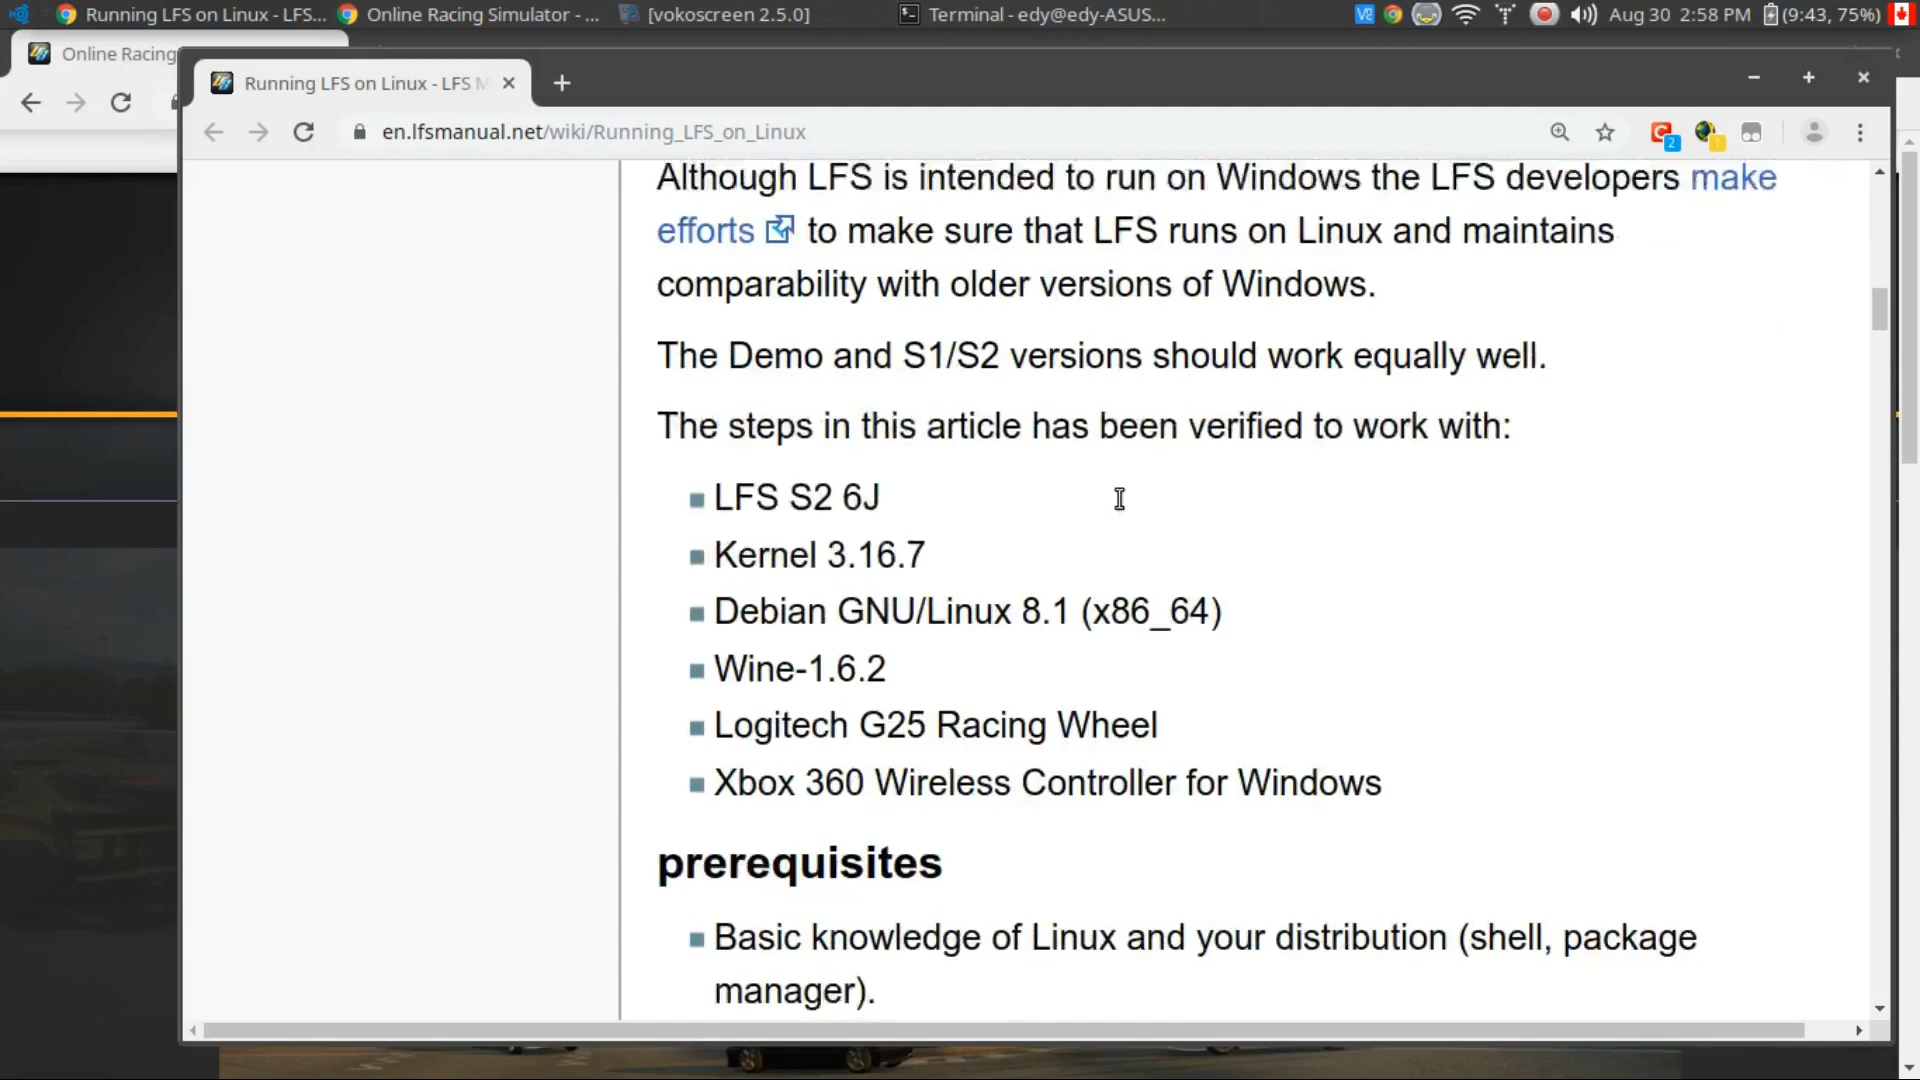 Running LFS on Linux - LFS...
Online Racing Simulator - ...
[vokoscreen 2.5.0]
Terminal - edy@edy-ASUS...
Aug 30 2:58 PM
(9:43, 75%)
Online Racing
Running LFS on Linux - LFS M
en.lfsmanual.net/wiki/Running_LFS_on_Linux
2
Although LFS is intended to run on Windows the LFS developers make
efforts to make sure that LFS runs on Linux and maintains
comparability with older versions of Windows.
The Demo and S1/S2 versions should work equally well.
The steps in this article has been verified to work with:
LFS S2 6J
Kernel 3.16.7
Debian GNU/Linux 8.1 (x86_64)
Wine-1.6.2
Logitech G25 Racing Wheel
Xbox 360 Wireless Controller for Windows
prerequisites
Basic knowledge of Linux and your distribution (shell, package
manager).